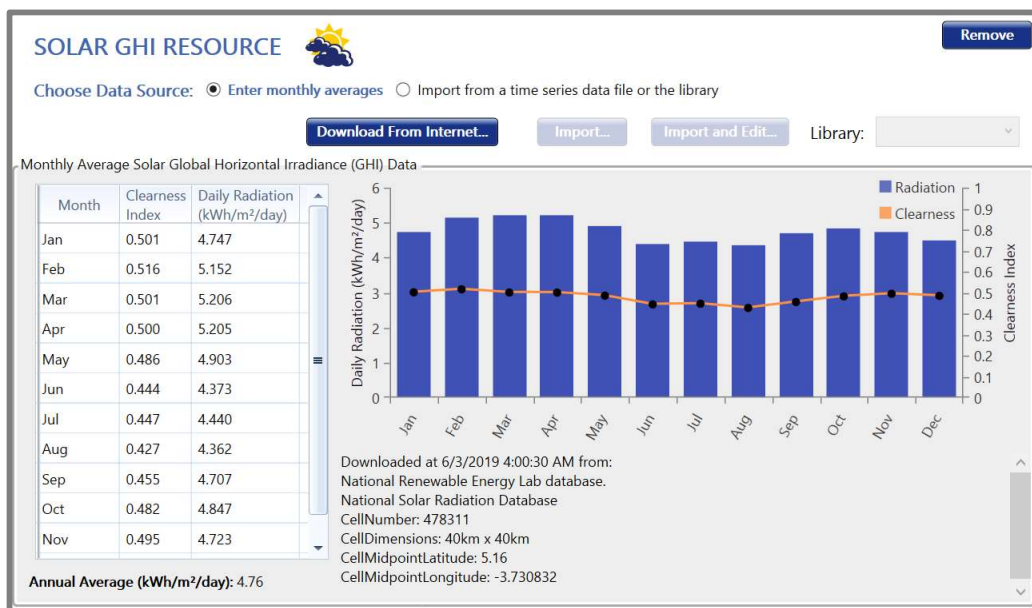 SOLAR GHI RESOURCE
Remove
Choose Data Source: Enter monthly averages Import from a time series data file or the library
Download From Internet... Import... Import and Edit... Library:
Monthly Average Solar Global Horizontal Irradiance (GHI) Data
Month Clearness Index Daily Radiation (kWh/m²/day)
Jan 0.501 4.747
Feb 0.516 5.152
Mar 0.501 5.206
Apr 0.500 5.205
May 0.486 4.903
Jun 0.444 4.373
Jul 0.447 4.440
Aug 0.427 4.362
Sep 0.455 4.707
Oct 0.482 4.847
Nov 0.495 4.723
Annual Average (kWh/m²/day): 4.76
Daily Radiation (kWh/m²/day)
6
5
4
3
2
1
0
Radiation
Clearness
1
0.9
0.8
0.7
0.6
0.5
0.4
0.3
0.2
0.1
0
Clearness Index
Jan Feb Mar Apr May Jun Jul Aug Sep Oct Nov Dec
Downloaded at 6/3/2019 4:00:30 AM from:
National Renewable Energy Lab database.
National Solar Radiation Database
CellNumber: 478311
CellDimensions: 40km x 40km
CellMidpointLatitude: 5.16
CellMidpointLongitude: -3.730832